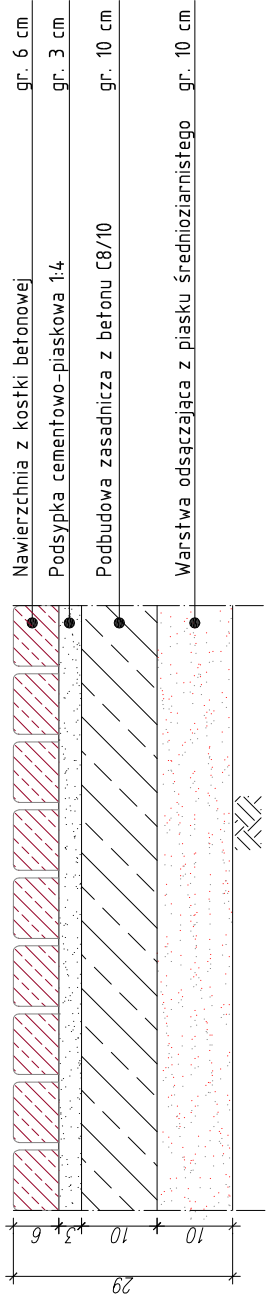 Nawierzchnia z kostki betonowej gr. 6 cm
Podsypka cementowo-piaskowa 1:4 gr. 3 cm
Podbudowa zasadnicza z betonu C8/10 gr. 10 cm
Warstwa odsączająca z piasku średnioziarnistego gr. 10 cm
6
3
10
10
29